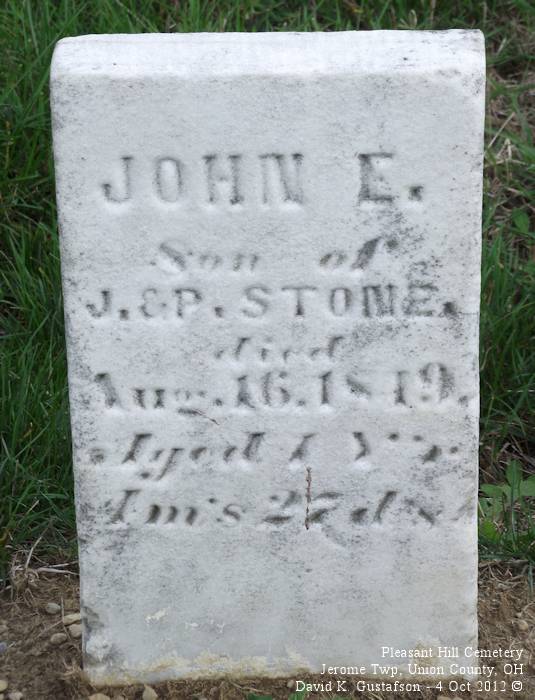 JOHN E.
Son of
J. & P. STONE.
died
Aug. 16. 1849.
Aged 1 Y'r
m's 27 d's
Pleasant Hill Cemetery
Jerome Twp, Union County, OH
David K. Gustafson - 4 Oct 2012 ©